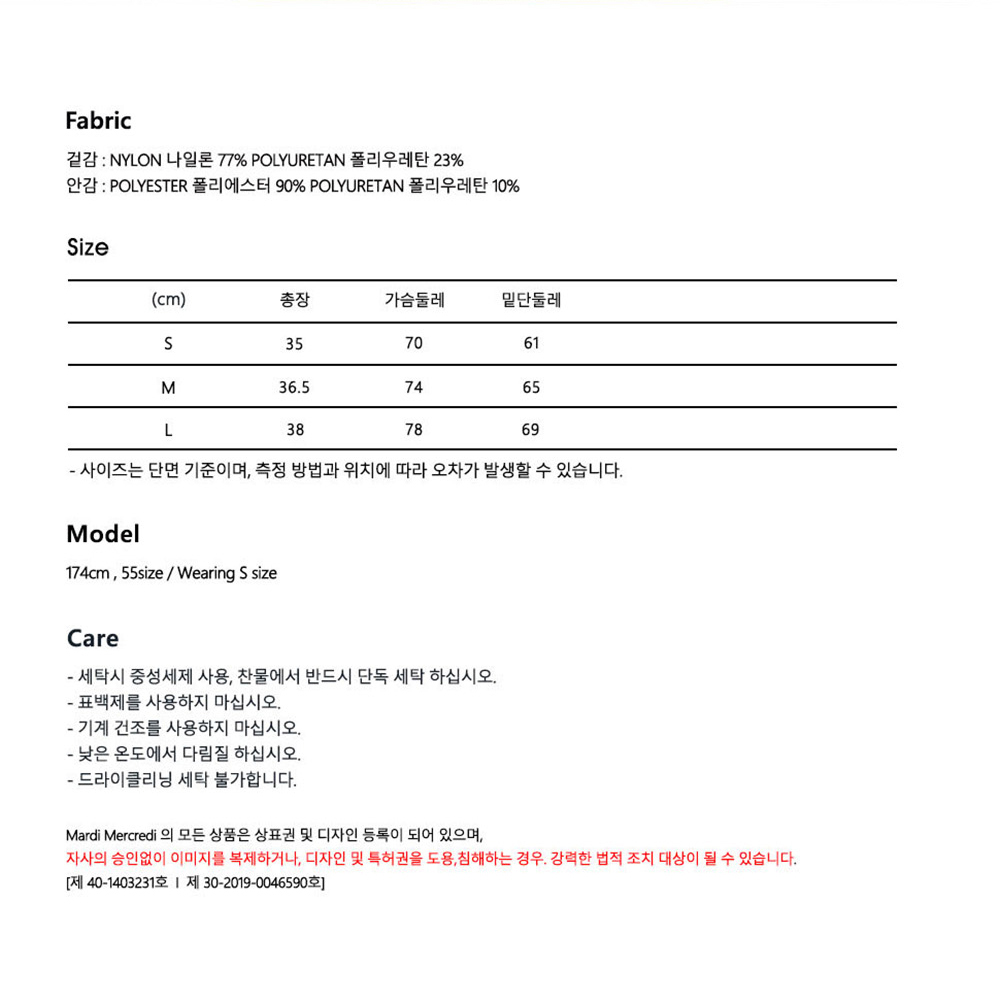 Fabric
겉감 : NYLON 나일론 77% POLYURETAN 폴리우레탄 23%
안감 : POLYESTER 폴리에스터 90% POLYURETAN 폴리우레탄 10%
Size
(cm) 총장 가슴둘레 밑단둘레
S 35 70 61
M 36.5 74 65
L 38 78 69
- 사이즈는 단면 기준이며, 측정 방법과 위치에 따라 오차가 발생할 수 있습니다.
Model
174cm , 55size / Wearing S size
Care
- 세탁시 중성세제 사용, 찬물에서 반드시 단독 세탁 하십시오.
- 표백제를 사용하지 마십시오.
- 기계 건조를 사용하지 마십시오.
- 낮은 온도에서 다림질 하십시오.
- 드라이클리닝 세탁 불가합니다.
Mardi Mercredi 의 모든 상품은 상표권 및 디자인 등록이 되어 있으며,
자사의 승인없이 이미지를 복제하거나, 디자인 및 특허권을 도용,침해하는 경우. 강력한 법적 조치 대상이 될 수 있습니다.
[제 40-1403231호 ㅣ 제 30-2019-0046590호]